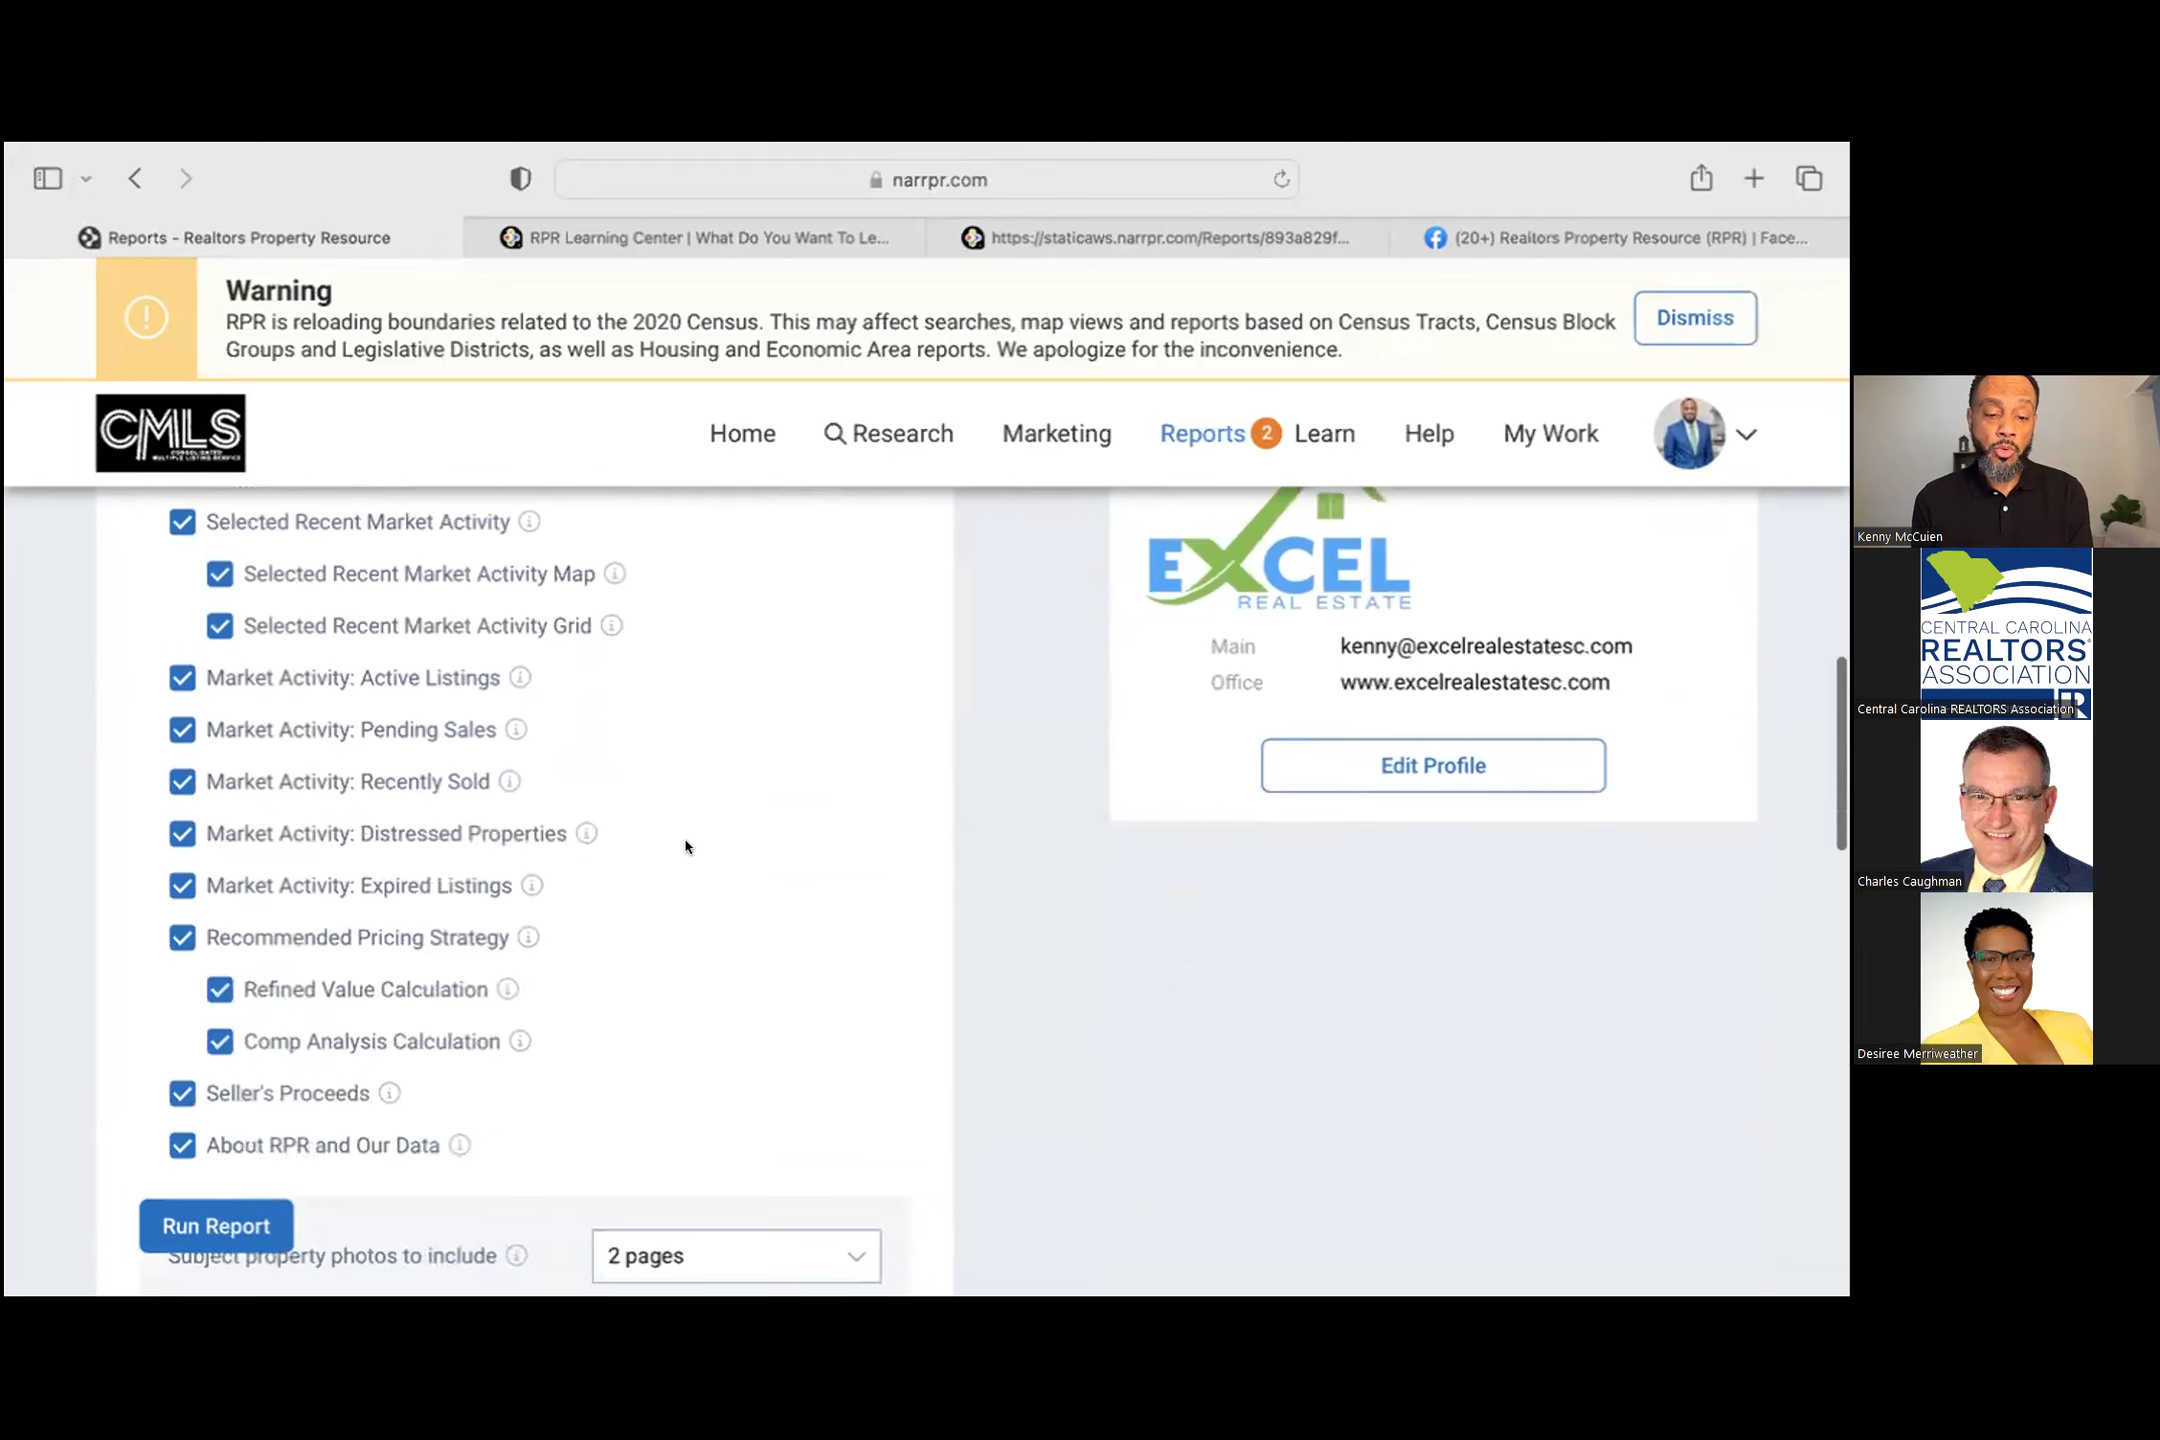 narrpr.com
Reports - Realtors Property Resource
RPR Learning Center | What Do You Want To Le...
https://staticaws.narrpr.com/Reports/893a829f...
(20+) Realtors Property Resource (RPR) | Face...
Warning
RPR is reloading boundaries related to the 2020 Census. This may affect searches, map views and reports based on Census Tracts, Census Block
Groups and Legislative Districts, as well as Housing and Economic Area reports. We apologize for the inconvenience.
Dismiss
CMLS
CONSOLIDATED
MULTIPLE LISTING SERVICE
Home
Research
Marketing
Reports 2
Learn
Help
My Work
Selected Recent Market Activity
Selected Recent Market Activity Map
Selected Recent Market Activity Grid
Market Activity: Active Listings
Market Activity: Pending Sales
Market Activity: Recently Sold
Market Activity: Distressed Properties
Market Activity: Expired Listings
Recommended Pricing Strategy
Refined Value Calculation
Comp Analysis Calculation
Seller's Proceeds
About RPR and Our Data
Run Report
Subject property photos to include
2 pages
EXCEL
REAL ESTATE
Main kenny@excelrealestatesc.com
Office www.excelrealestatesc.com
Edit Profile
Kenny McCuien
CENTRAL CAROLINA
REALTORS®
ASSOCIATION
Central Carolina REALTORS Association
Charles Caughman
Desiree Merriweather